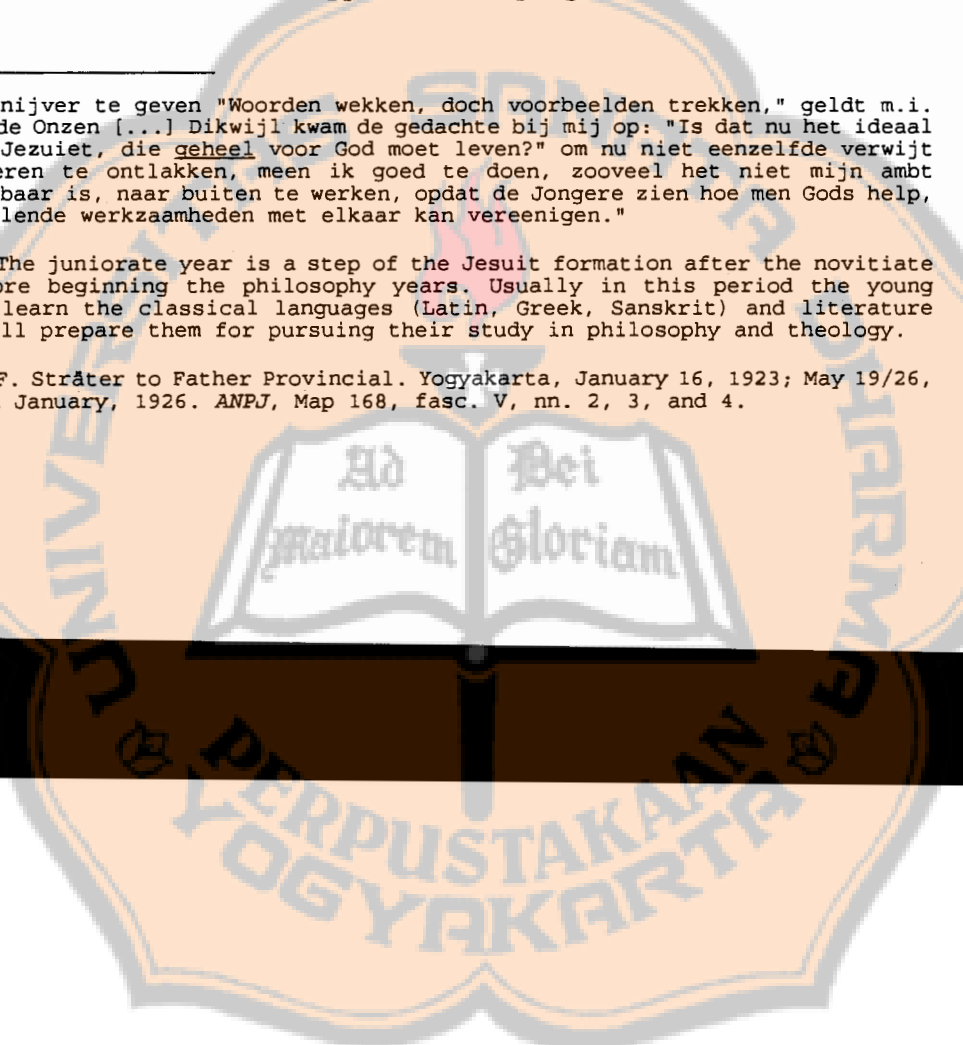 nijver te geven "Woorden wekken, doch voorbeelden trekken," geldt m.i.
de Onzen [...] Dikwijl kwam de gedachte bij mij op: "Is dat nu het ideaal
Jezuiet, die geheel voor God moet leven?" om nu niet eenzelfde verwijt
eren te ontlakken, meen ik goed te doen, zooveel het niet mijn ambt
baar is, naar buiten te werken, opdat de Jongere zien hoe men Gods help,
lende werkzaamheden met elkaar kan vereenigen."
The juniorate year is a step of the Jesuit formation after the novitiate
ore beginning the philosophy years. Usually in this period the young
learn the classical languages (Latin, Greek, Sanskrit) and literature
ll prepare them for pursuing their study in philosophy and theology.
F. Sträter to Father Provincial. Yogyakarta, January 16, 1923; May 19/26,
January, 1926. ANPJ, Map 168, fasc. V, nn. 2, 3, and 4.
UNIVERSITAS SANATA DHARMA
Ad Dei
maiorem Gloriam
PERPUSTAKAAN
YOGYAKARTA